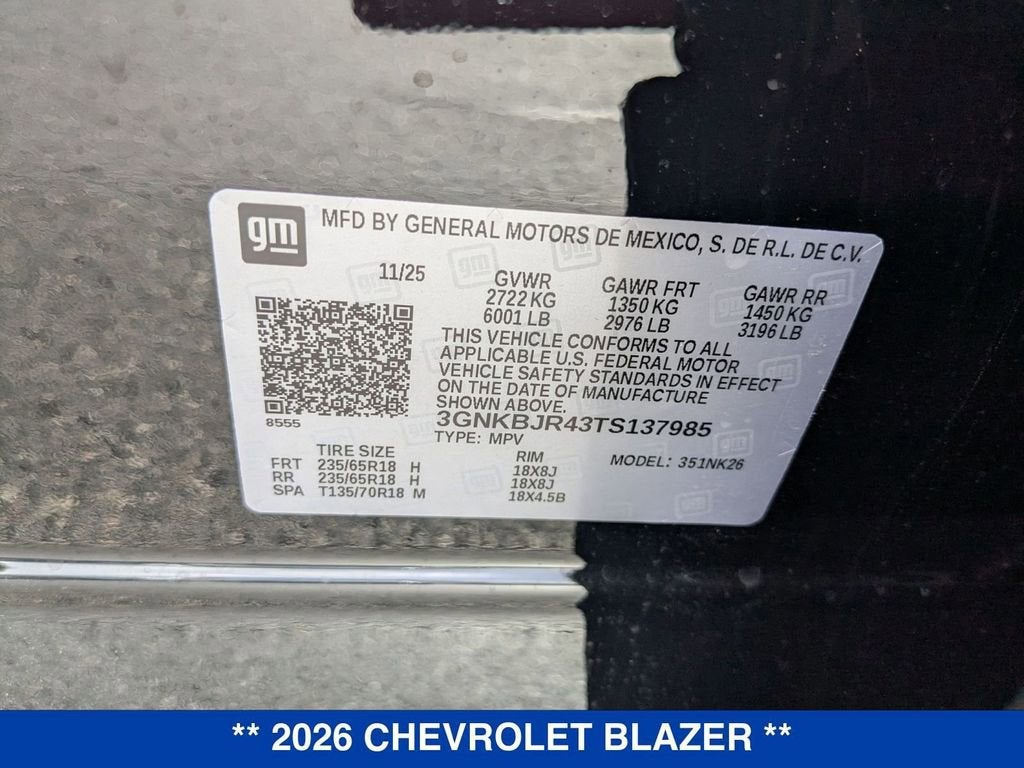 gm MFD BY GENERAL MOTORS DE MEXICO, S. DE R.L. DE C.V.
11/25
GVWR GAWR FRT GAWR RR
2722 KG 1350 KG 1450 KG
6001 LB 2976 LB 3196 LB
THIS VEHICLE CONFORMS TO ALL
APPLICABLE U.S. FEDERAL MOTOR
VEHICLE SAFETY STANDARDS IN EFFECT
ON THE DATE OF MANUFACTURE
SHOWN ABOVE.
8555
3GNKBJR43TS137985
TYPE: MPV
TIRE SIZE RIM MODEL: 351NK26
FRT 235/65R18 H 18X8J
RR 235/65R18 H 18X8J
SPA T135/70R18 M 18X4.5B
** 2026 CHEVROLET BLAZER **